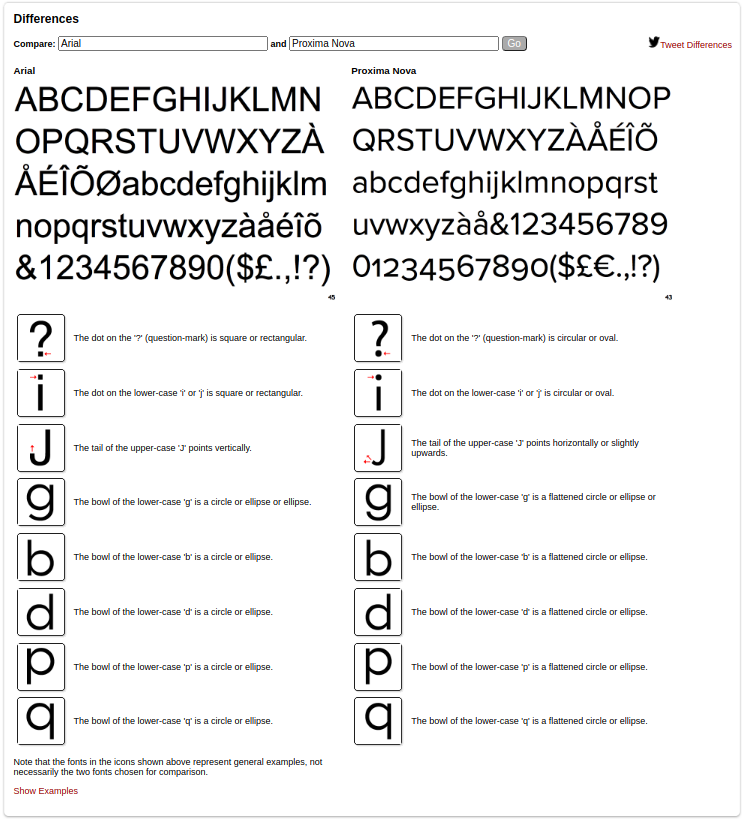 Differences
Compare: Arial and Proxima Nova Go Tweet Differences
Arial
ABCDEFGHIJKLMN
OPQRSTUVWXYZÀ
ÅÉÎÕØabcdefghijklm
nopqrstuvwxyzàåéîõ
&1234567890($£.,!?)
45
Proxima Nova
ABCDEFGHIJKLMNOP
QRSTUVWXYZÀÅÉÎÕ
abcdefghijklmnopqrst
uvwxyzàå&123456789
01234567890($£€.,!?)
43
? The dot on the '?' (question-mark) is square or rectangular.
? The dot on the '?' (question-mark) is circular or oval.
i The dot on the lower-case 'i' or 'j' is square or rectangular.
i The dot on the lower-case 'i' or 'j' is circular or oval.
J The tail of the upper-case 'J' points vertically.
J The tail of the upper-case 'J' points horizontally or slightly
upwards.
g The bowl of the lower-case 'g' is a circle or ellipse or ellipse.
g The bowl of the lower-case 'g' is a flattened circle or ellipse or
ellipse.
b The bowl of the lower-case 'b' is a circle or ellipse.
b The bowl of the lower-case 'b' is a flattened circle or ellipse.
d The bowl of the lower-case 'd' is a circle or ellipse.
d The bowl of the lower-case 'd' is a flattened circle or ellipse.
p The bowl of the lower-case 'p' is a circle or ellipse.
p The bowl of the lower-case 'p' is a flattened circle or ellipse.
q The bowl of the lower-case 'q' is a circle or ellipse.
q The bowl of the lower-case 'q' is a flattened circle or ellipse.
Note that the fonts in the icons shown above represent general examples, not
necessarily the two fonts chosen for comparison.
Show Examples